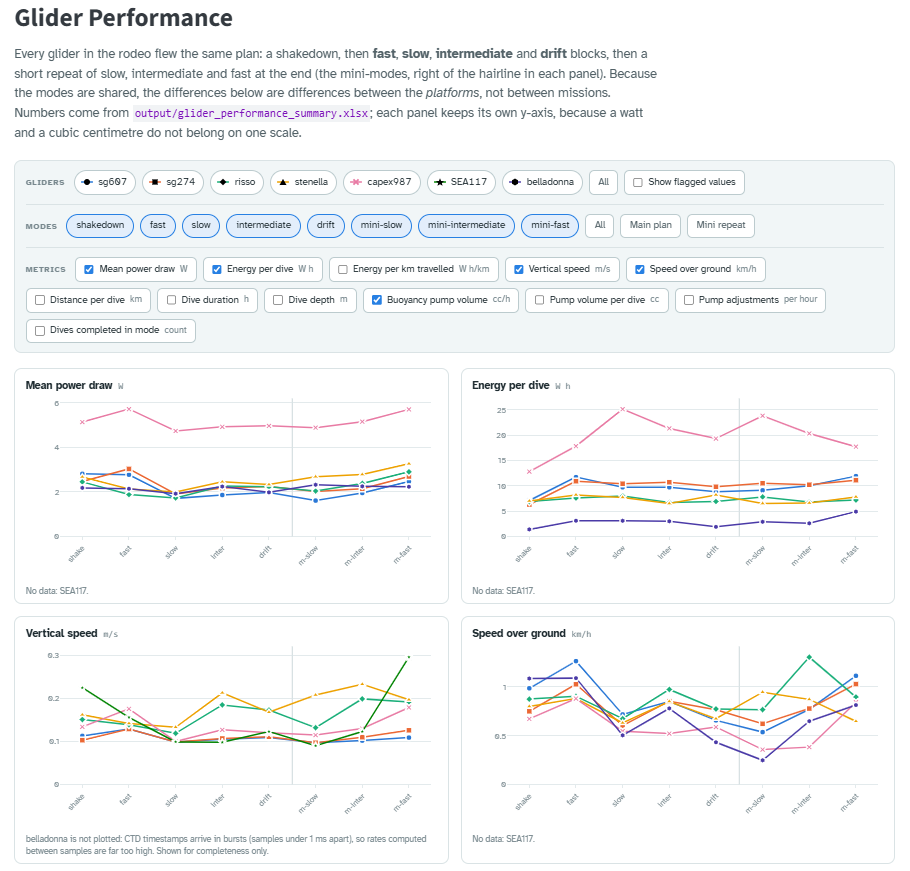 Glider Performance
Every glider in the rodeo flew the same plan: a shakedown, then fast, slow, intermediate and drift blocks, then a
short repeat of slow, intermediate and fast at the end (the mini-modes, right of the hairline in each panel). Because
the modes are shared, the differences below are differences between the platforms, not between missions.
Numbers come from output/glider_performance_summary.xlsx; each panel keeps its own y-axis, because a watt
and a cubic centimetre do not belong on one scale.
GLIDERS sg607 sg274 risso stenella capex987 SEA117 belladonna All Show flagged values
MODES shakedown fast slow intermediate drift mini-slow mini-intermediate mini-fast All Main plan Mini repeat
METRICS Mean power draw W Energy per dive W h Energy per km travelled W h/km Vertical speed m/s Speed over ground km/h
Distance per dive km Dive duration h Dive depth m Buoyancy pump volume cc/h Pump volume per dive cc Pump adjustments per hour
Dives completed in mode count
Mean power draw W
6
4
2
0
shake fast slow inter drift m-slow m-inter m-fast
No data: SEA117.
Energy per dive W h
25
20
15
10
5
0
shake fast slow inter drift m-slow m-inter m-fast
No data: SEA117.
Vertical speed m/s
0.3
0.2
0.1
0
shake fast slow inter drift m-slow m-inter m-fast
belladonna is not plotted: CTD timestamps arrive in bursts (samples under 1 ms apart), so rates computed
between samples are far too high. Shown for completeness only.
Speed over ground km/h
1
0.5
0
shake fast slow inter drift m-slow m-inter m-fast
No data: SEA117.